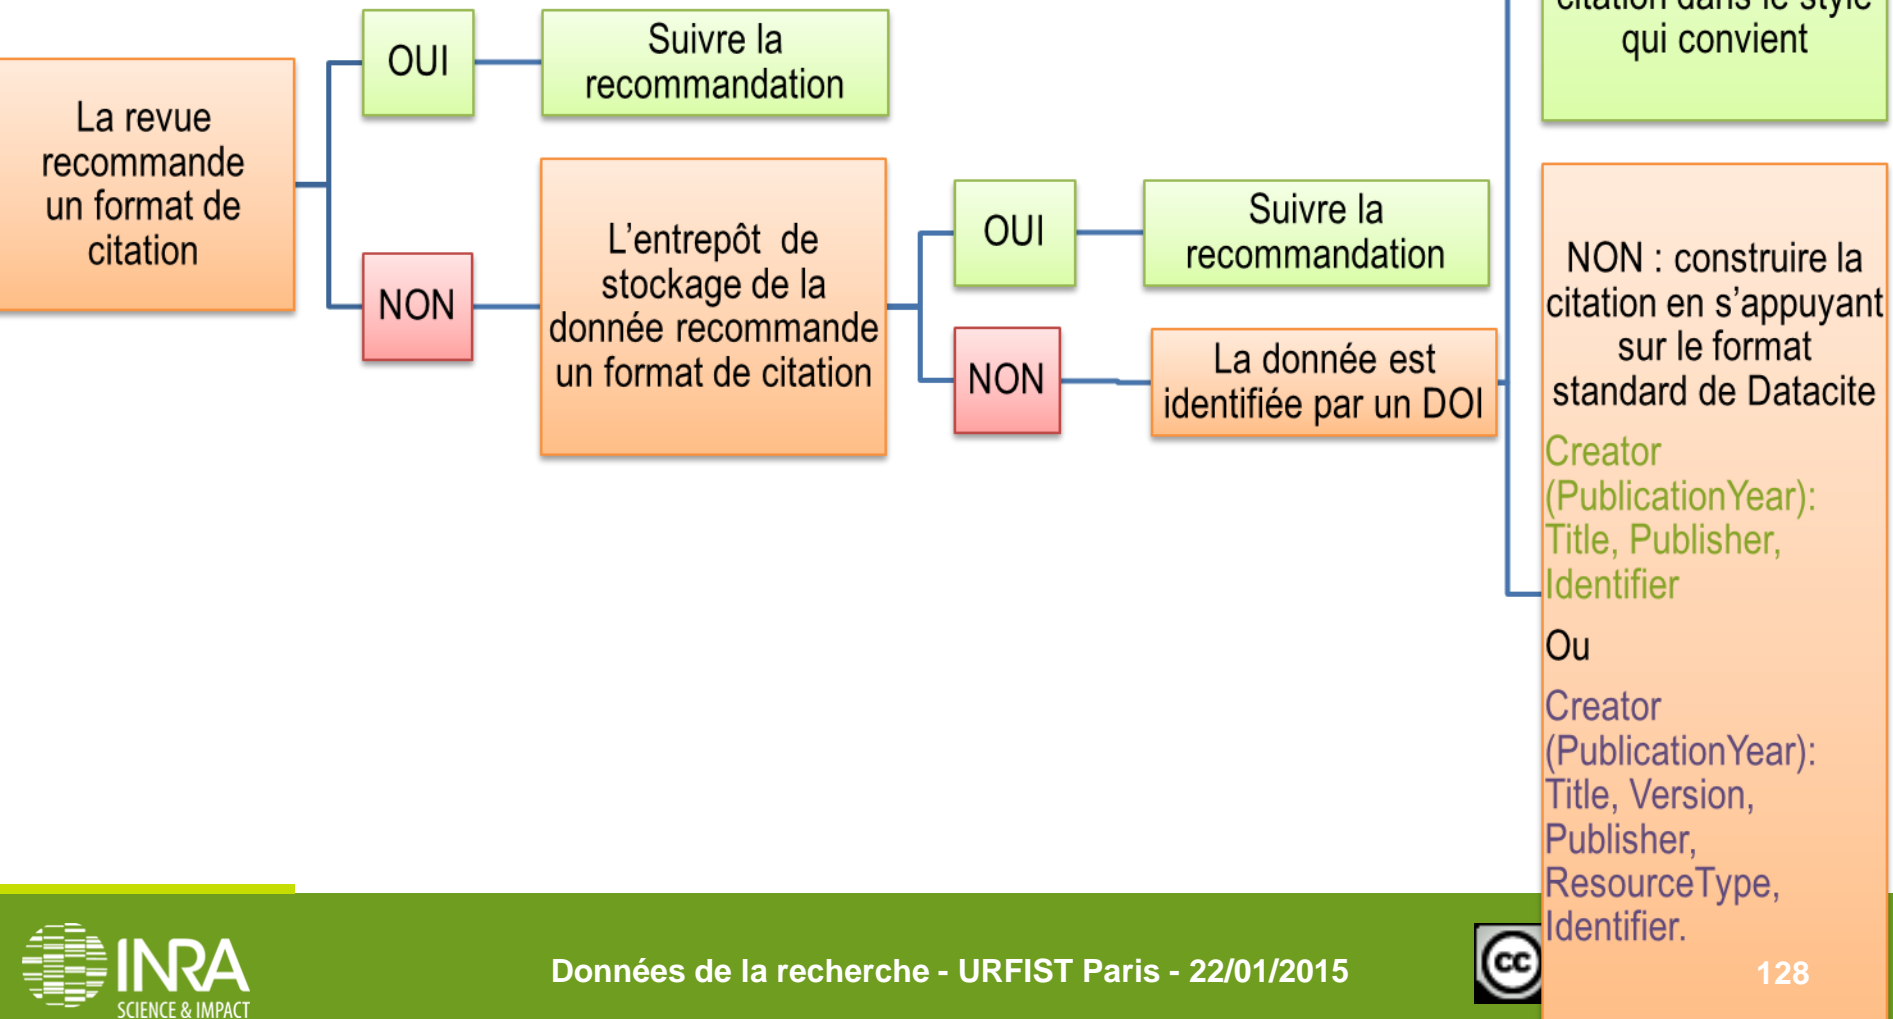 citation dans le style
qui convient
OUI
Suivre la
recommandation
La revue
recommande
un format de
citation
NON
L'entrepôt de
stockage de la
donnée recommande
un format de citation
OUI
Suivre la
recommandation
NON
La donnée est
identifiée par un DOI
NON : construire la
citation en s'appuyant
sur le format
standard de Datacite
Creator
(PublicationYear):
Title, Publisher,
Identifier
Ou
Creator
(PublicationYear):
Title, Version,
Publisher,
ResourceType,
Identifier.
INRA
SCIENCE & IMPACT
Données de la recherche - URFIST Paris - 22/01/2015
cc
128